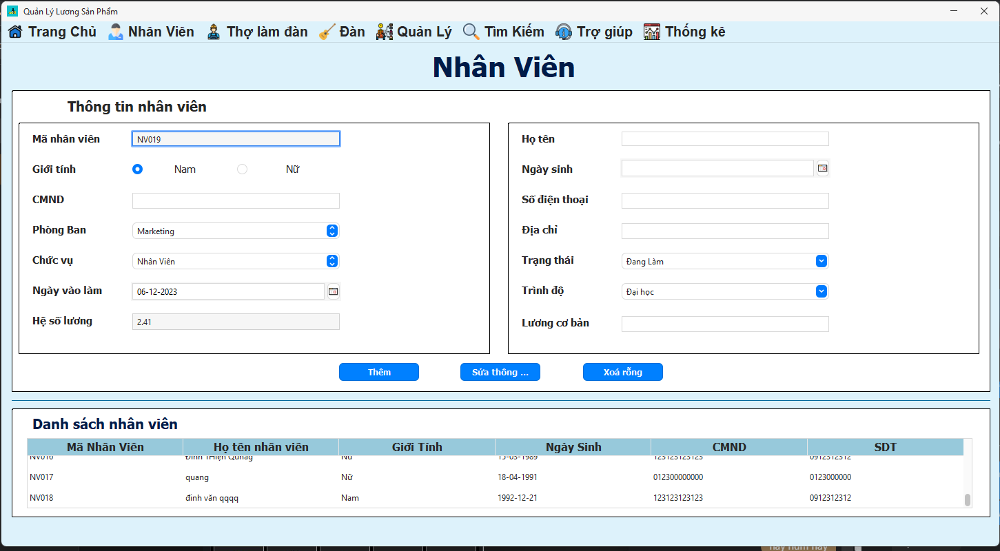 Quản Lý Lương Sản Phẩm
Trang Chủ Nhân Viên Thợ làm đàn Đàn Quản Lý Tìm Kiếm Trợ giúp Thống kê
Nhân Viên
Thông tin nhân viên
Mã nhân viên NV019
Giới tính Nam Nữ
CMND
Phòng Ban Marketing
Chức vụ Nhân Viên
Ngày vào làm 06-12-2023
Hệ số lương 2.41
Họ tên
Ngày sinh
Số điện thoại
Địa chỉ
Trạng thái Đang Làm
Trình độ Đại học
Lương cơ bản
Thêm Sửa thông ... Xoá rỗng
Danh sách nhân viên
Mã Nhân Viên Họ tên nhân viên Giới Tính Ngày Sinh CMND SDT
NV016 15-03-1989 123123123123 0912312312
NV017 quang Nữ 18-04-1991 012300000000 0123000000
NV018 đinh văn qqqq Nam 1992-12-21 123123123123 0912312312